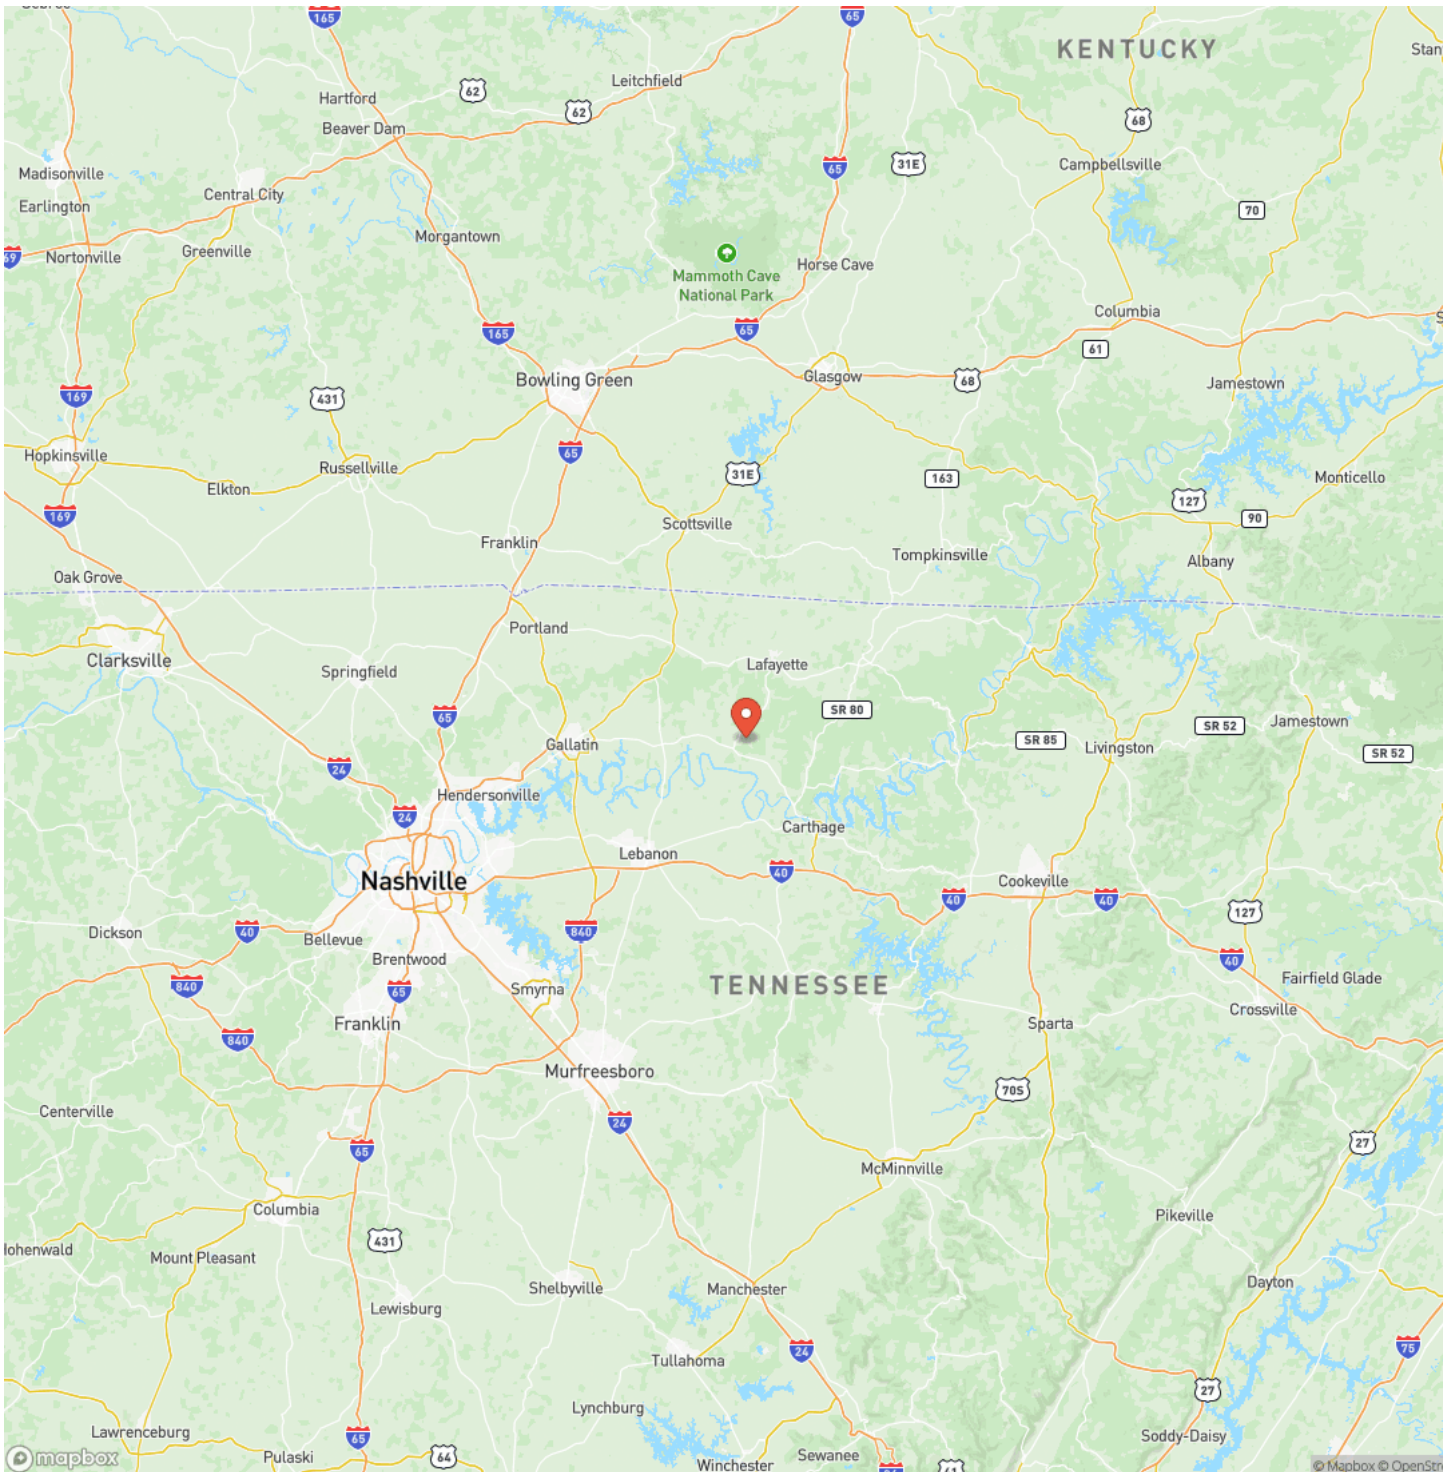 165
65
KENTUCKY
Stan
Leitchfield
62
62
Hartford
Beaver Dam
68
31E
65
Campbellsville
Madisonville
Central City
Earlington
70
Morgantown
Greenville
69
Nortonville
Horse Cave
Mammoth Cave
National Park
Columbia
165
65
61
Bowling Green
Glasgow
68
Jamestown
169
431
65
Hopkinsville
Russellville
31E
163
Monticello
Elkton
127
169
90
Scottsville
Franklin
Tompkinsville
Albany
Oak Grove
Portland
Clarksville
Lafayette
Springfield
SR 80
65
Jamestown
SR 52
SR 85
Gallatin
Livingston
SR 52
24
Hendersonville
24
Carthage
Lebanon
40
Nashville
Cookeville
40
40
127
40
840
Dickson
Bellevue
Brentwood
40
Fairfield Glade
840
65
Smyrna
TENNESSEE
Crossville
Franklin
Sparta
840
Murfreesboro
70S
Centerville
24
27
65
McMinnville
Columbia
Pikeville
431
Hohenwald
Mount Pleasant
Dayton
Shelbyville
Manchester
Lewisburg
24
75
Tullahoma
27
Lynchburg
Lawrenceburg
65
Soddy-Daisy
mapbox
Pulaski
64
Sewanee
Winchester
© Mapbox © OpenStre